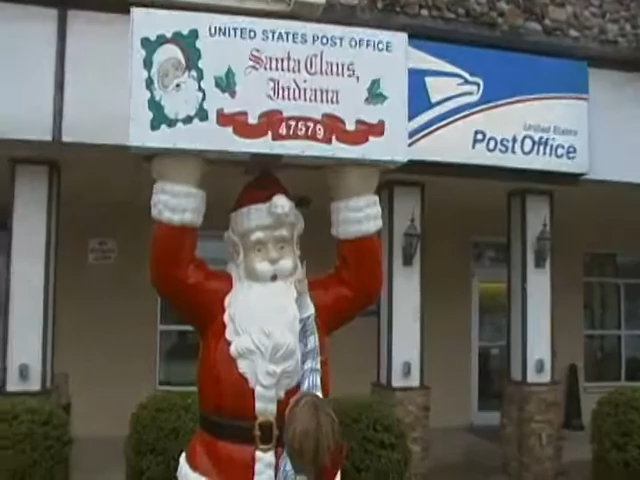 UNITED STATES POST OFFICE
Santa Claus,
Indiana
47579
United States
Post Office